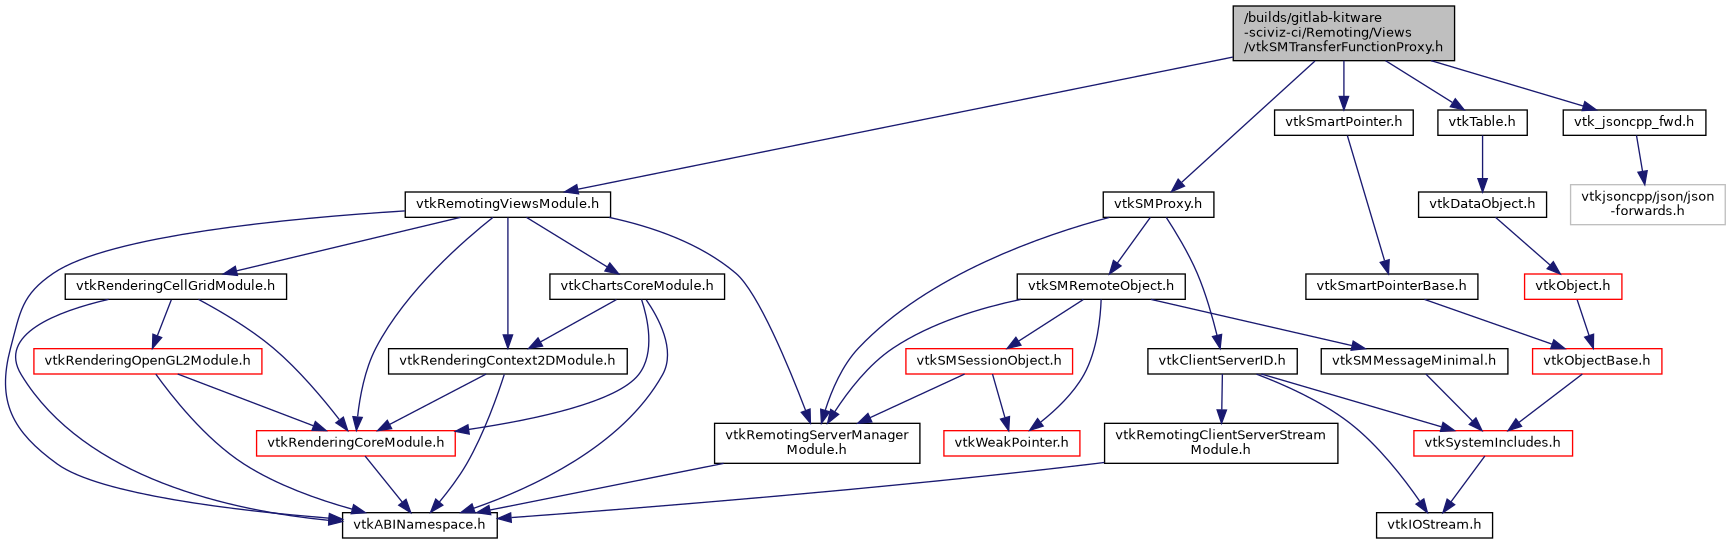 /builds/gitlab-kitware
-sciviz-ci/Remoting/Views
/vtkSMTransferFunctionProxy.h
vtkSmartPointer.h
vtkTable.h
vtk_jsoncpp_fwd.h
vtkRemotingViewsModule.h
vtkSMProxy.h
vtkDataObject.h
vtkjsoncpp/json/json
-forwards.h
vtkRenderingCellGridModule.h
vtkChartsCoreModule.h
vtkSMRemoteObject.h
vtkSmartPointerBase.h
vtkObject.h
vtkRenderingOpenGL2Module.h
vtkRenderingContext2DModule.h
vtkSMSessionObject.h
vtkClientServerID.h
vtkSMMessageMinimal.h
vtkObjectBase.h
vtkRenderingCoreModule.h
vtkRemotingServerManager
Module.h
vtkWeakPointer.h
vtkRemotingClientServerStream
Module.h
vtkSystemIncludes.h
vtkABINamespace.h
vtkIOStream.h